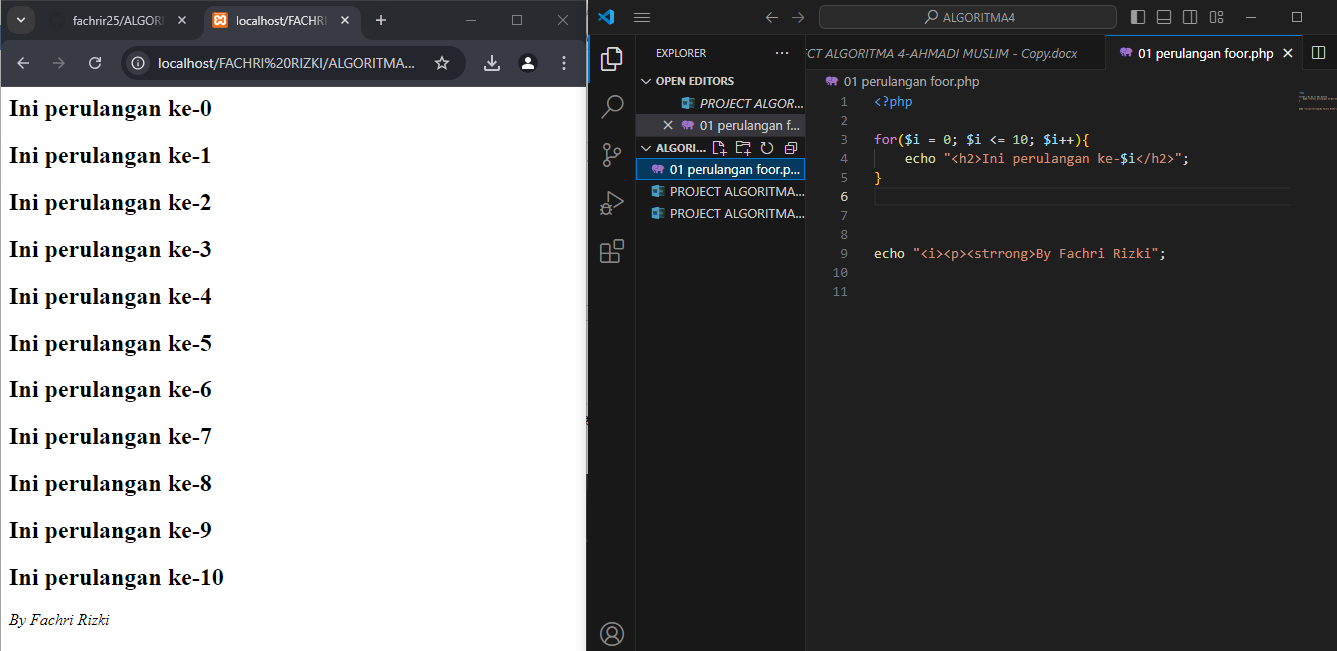 fachrir25/ALGORI
localhost/FACHRI
localhost/FACHRI%20RIZKI/ALGORITMA...
Ini perulangan ke-0
Ini perulangan ke-1
Ini perulangan ke-2
Ini perulangan ke-3
Ini perulangan ke-4
Ini perulangan ke-5
Ini perulangan ke-6
Ini perulangan ke-7
Ini perulangan ke-8
Ini perulangan ke-9
Ini perulangan ke-10
By Fachri Rizki
ALGORITMA4
EXPLORER
OPEN EDITORS
PROJECT ALGOR...
01 perulangan f...
ALGORI...
01 perulangan foor.p...
PROJECT ALGORITMA...
PROJECT ALGORITMA...
CT ALGORITMA 4-AHMADI MUSLIM - Copy.docx
01 perulangan foor.php
01 perulangan foor.php
1 <?php
2
3 for($i = 0; $i <= 10; $i++){
4 echo "<h2>Ini perulangan ke-$i</h2>";
5 }
6
7
8
9 echo "<i><p><strrong>By Fachri Rizki";
10
11